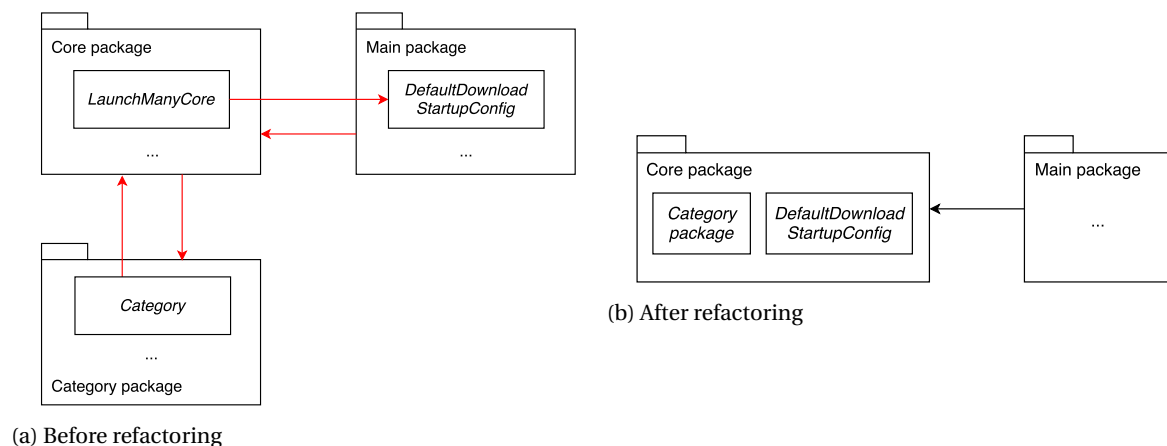 Core package
LaunchManyCore
...
Main package
DefaultDownload
StartupConfig
...
Category
...
Category package
(a) Before refactoring
Core package
Category
package
DefaultDownload
StartupConfig
Main package
...
(b) After refactoring